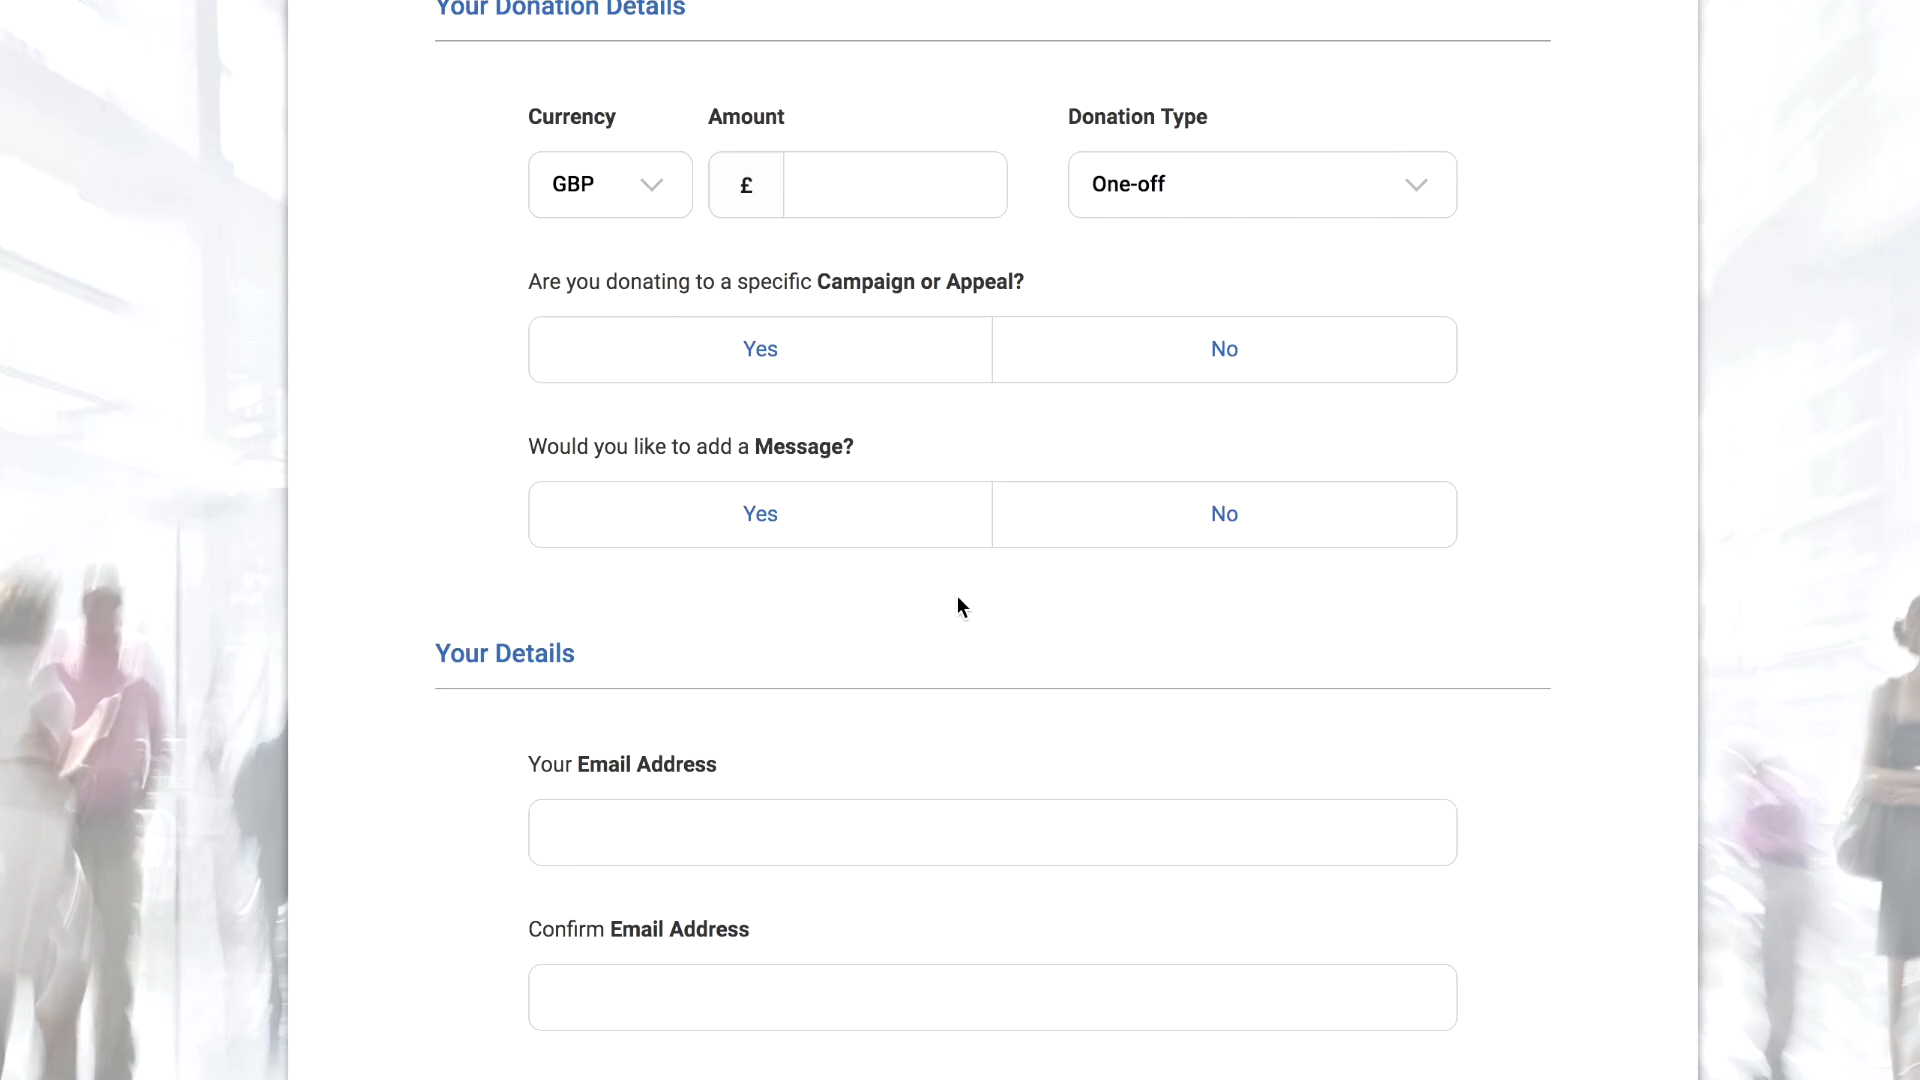 Your Donation Details
Currency
Amount
Donation Type
GBP
£
One-off
Are you donating to a specific Campaign or Appeal?
Yes
No
Would you like to add a Message?
Yes
No
Your Details
Your Email Address
Confirm Email Address